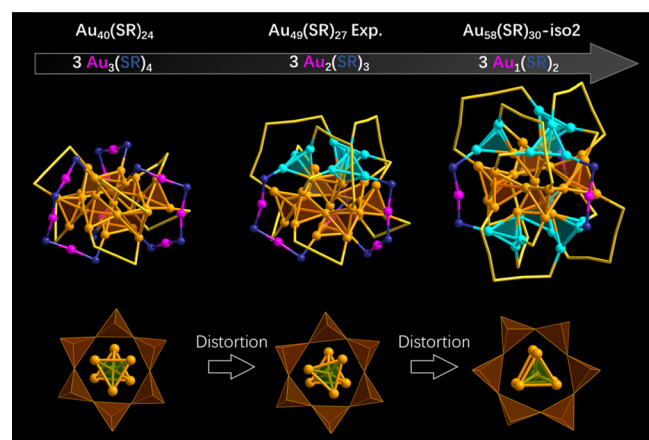 Au₄₀(SR)₂₄ Au₄₉(SR)₂₇ Exp. Au₅₈(SR)₃₀-iso2
3 Au₃(SR)₄ 3 Au₂(SR)₃ 3 Au₁(SR)₂
Distortion Distortion